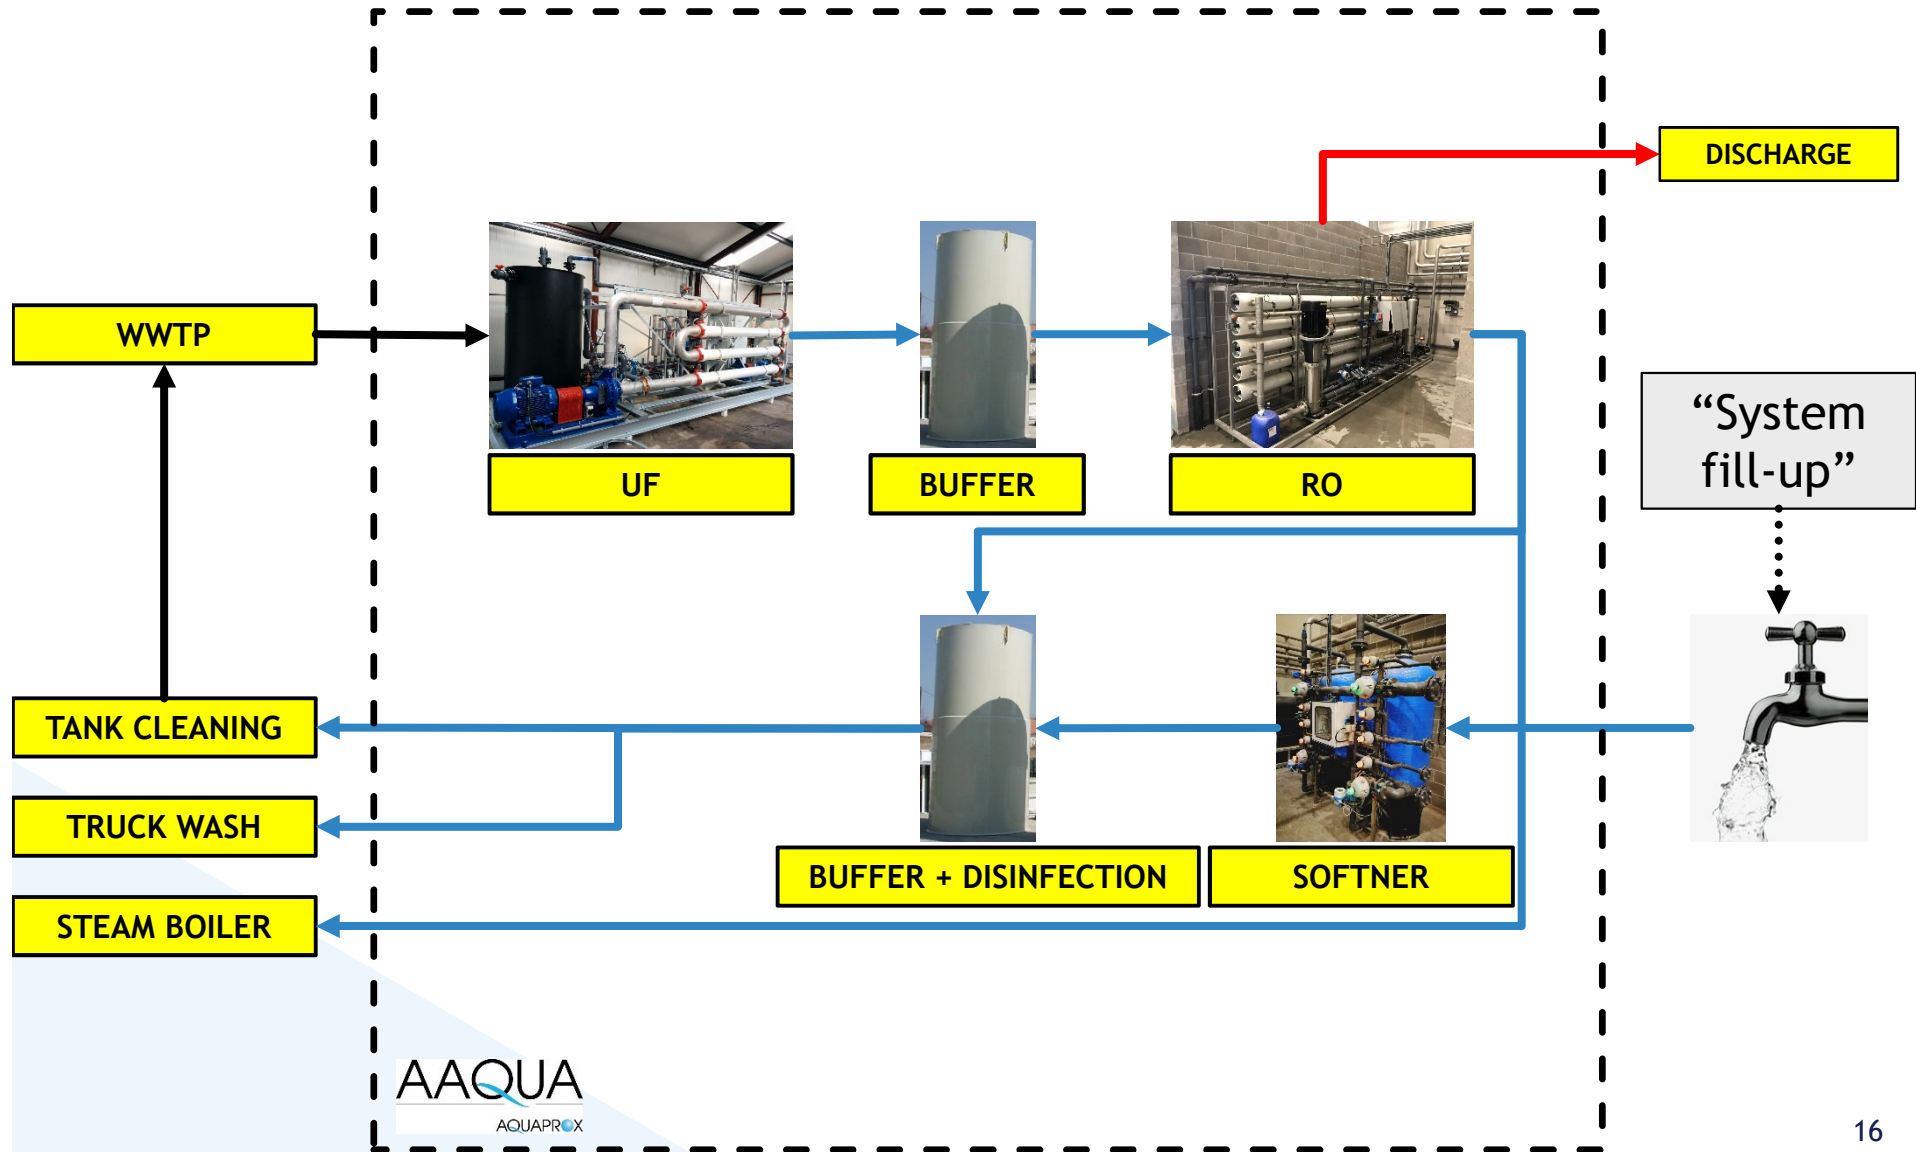 DISCHARGE
WWTP
“System
fill-up”
UF
BUFFER
RO
TANK CLEANING
TRUCK WASH
BUFFER + DISINFECTION
SOFTNER
STEAM BOILER
AAQUA
AQUAPROX
16